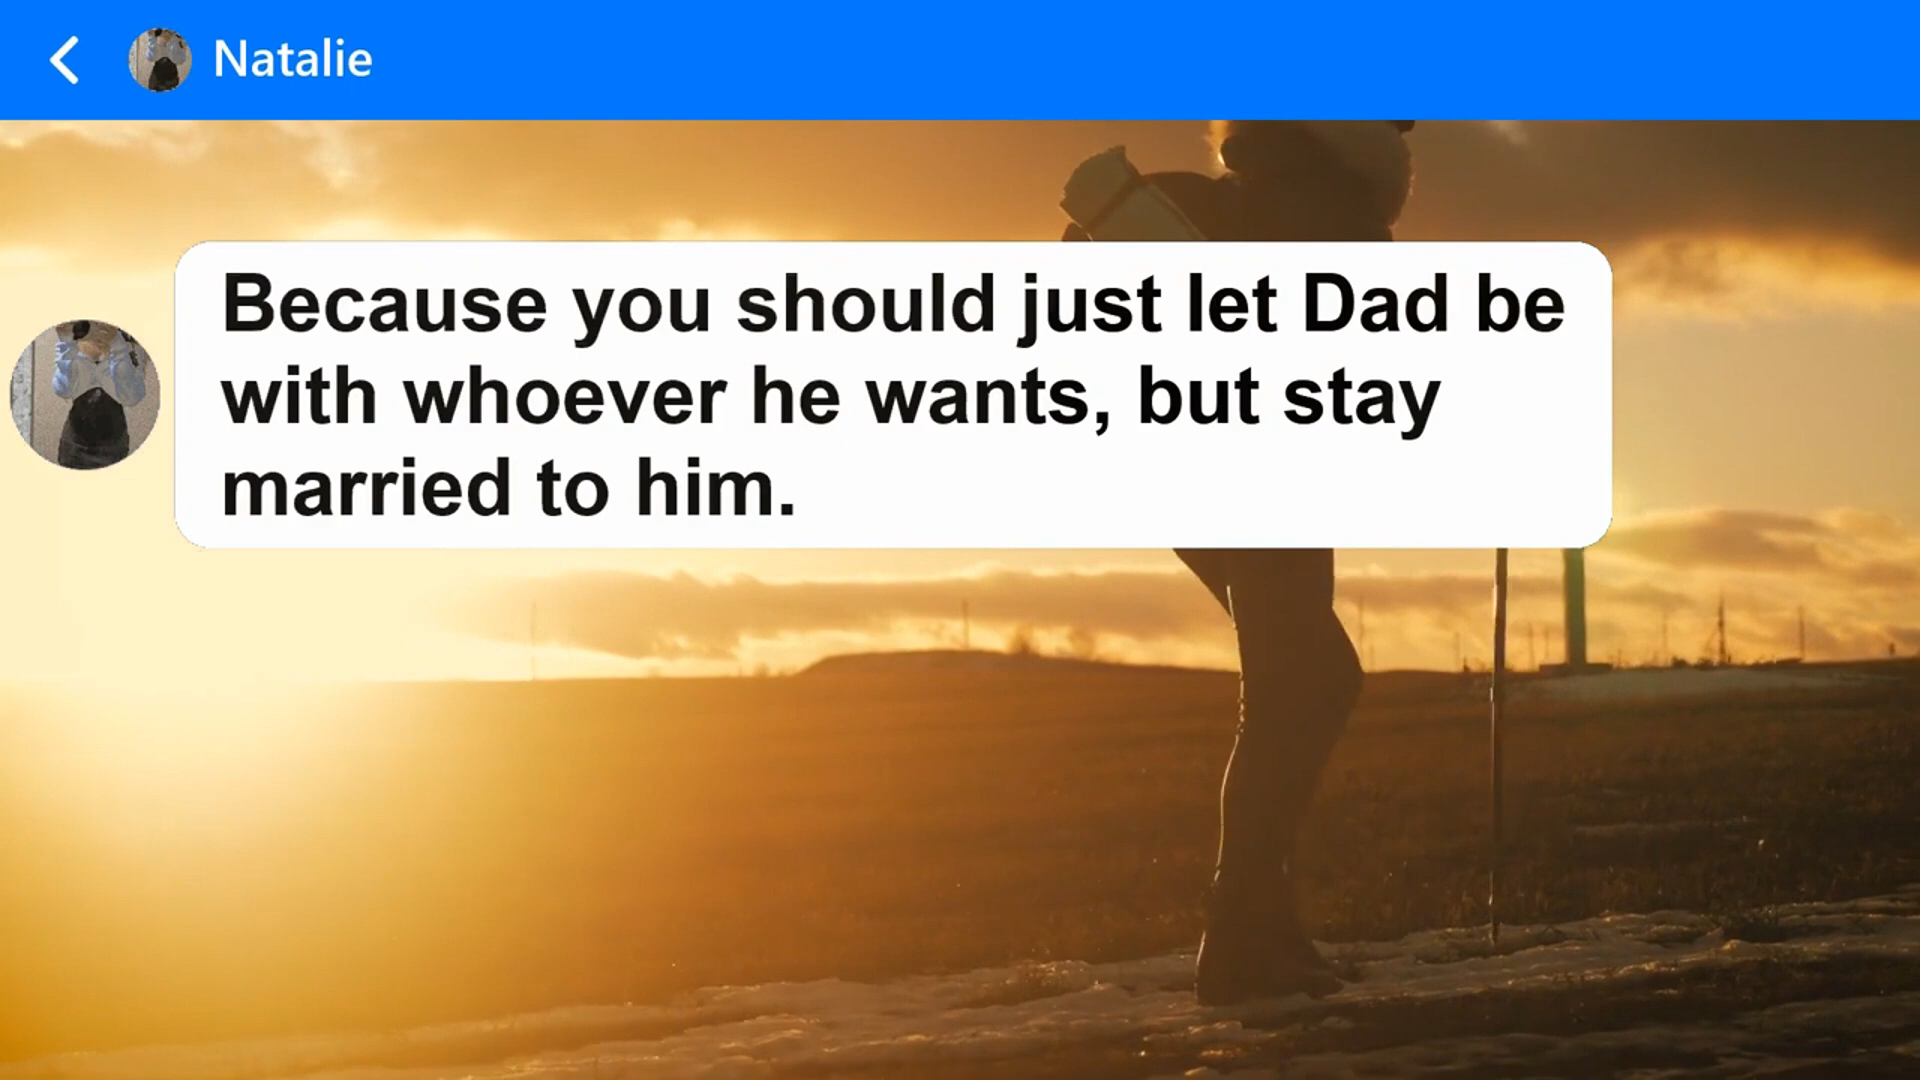 Natalie
Because you should just let Dad be
with whoever he wants, but stay
married to him.